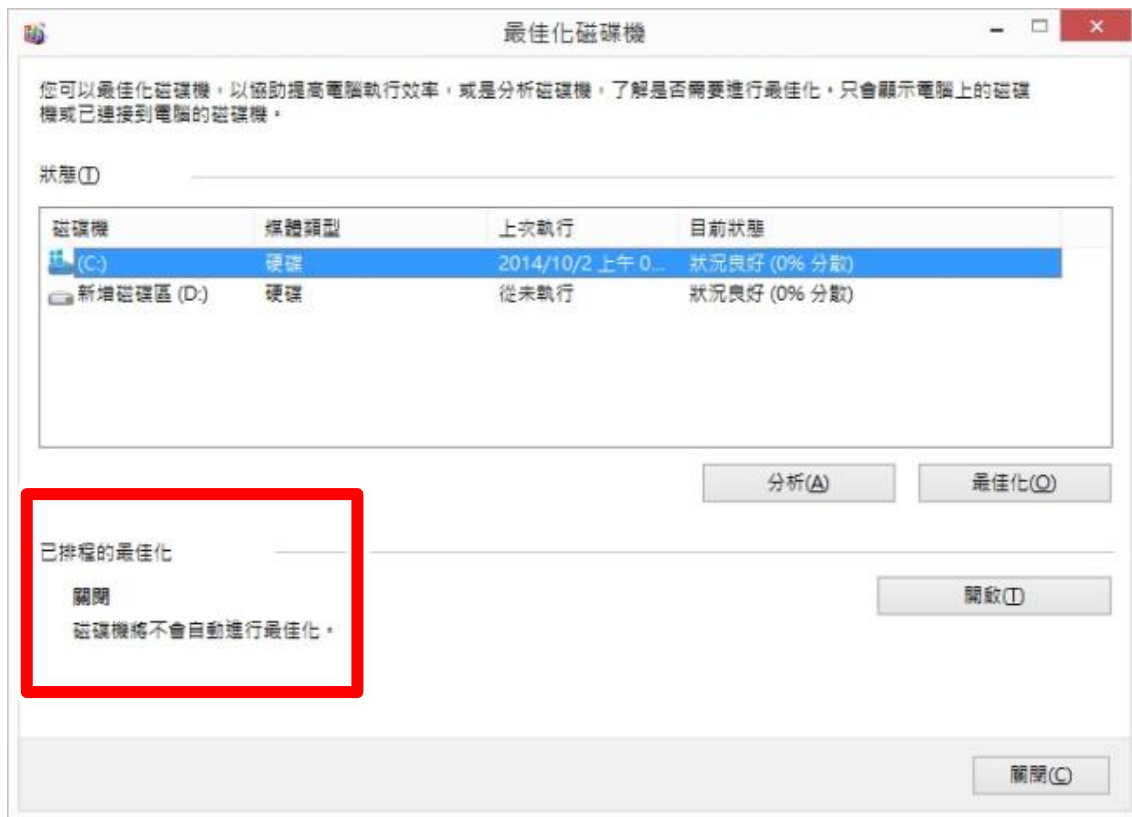 最佳化磁碟機
您可以最佳化磁碟機，以協助提高電腦執行效率，或是分析磁碟機，了解是否需要進行最佳化。只會顯示電腦上的磁碟
機或已連接到電腦的磁碟機。
狀態(T)
磁碟機 媒體類型 上次執行 目前狀態
(C:) 硬碟 2014/10/2 上午 0... 狀況良好 (0% 分散)
新增磁碟區 (D:) 硬碟 從未執行 狀況良好 (0% 分散)
分析(A) 最佳化(O)
已排程的最佳化
關閉 開啟(T)
磁碟機將不會自動進行最佳化。
關閉(C)